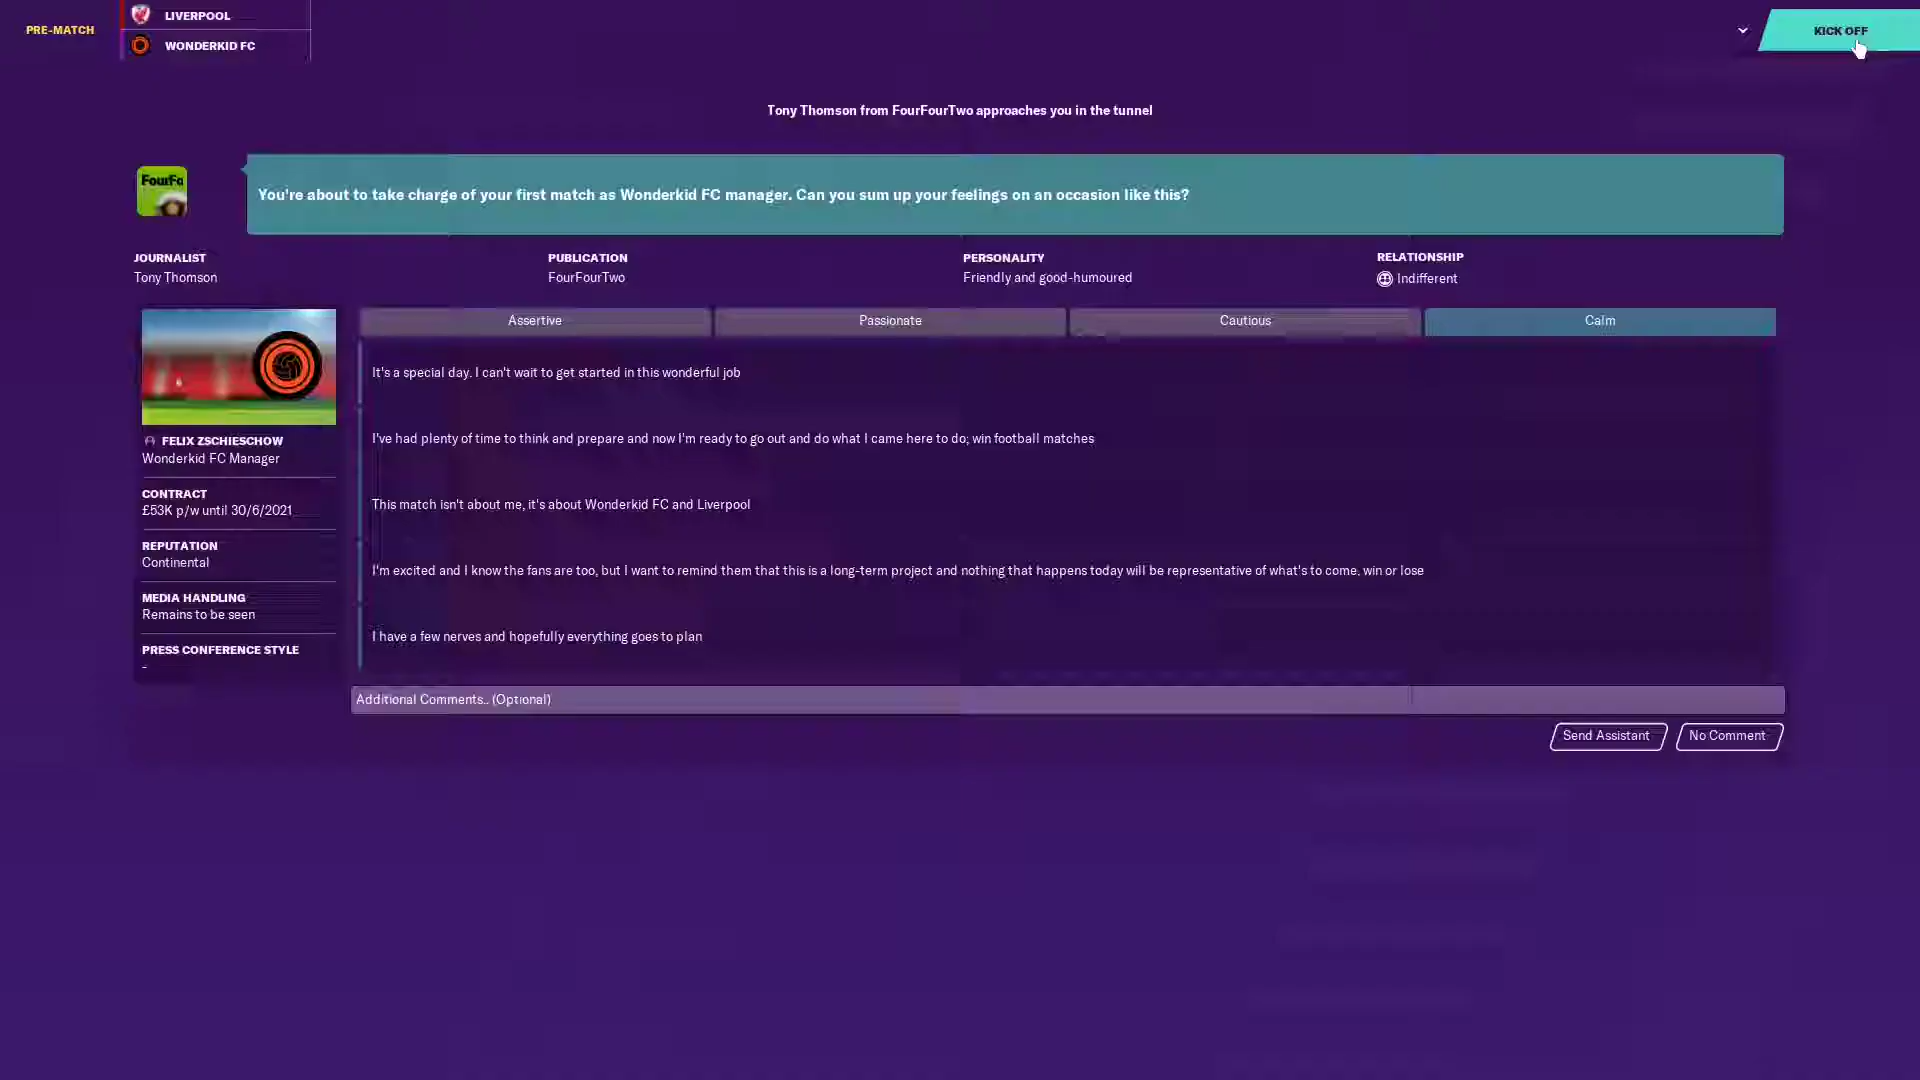 PRE-MATCH
LIVERPOOL
WONDERKID FC
KICK OFF
Tony Thomson from FourFourTwo approaches you in the tunnel
FourFo
You're about to take charge of your first match as Wonderkid FC manager. Can you sum up your feelings on an occasion like this?
JOURNALIST
Tony Thomson
PUBLICATION
FourFourTwo
PERSONALITY
Friendly and good-humoured
RELATIONSHIP
Indifferent
Assertive
Passionate
Cautious
Calm
It's a special day. I can't wait to get started in this wonderful job
I've had plenty of time to think and prepare and now I'm ready to go out and do what I came here to do; win football matches
This match isn't about me, it's about Wonderkid FC and Liverpool
I'm excited and I know the fans are too, but I want to remind them that this is a long-term project and nothing that happens today will be representative of what's to come, win or lose
I have a few nerves and hopefully everything goes to plan
FELIX ZSCHIESCHOW
Wonderkid FC Manager
CONTRACT
£53K p/w until 30/6/2021
REPUTATION
Continental
MEDIA HANDLING
Remains to be seen
PRESS CONFERENCE STYLE
-
Additional Comments.. (Optional)
Send Assistant
No Comment